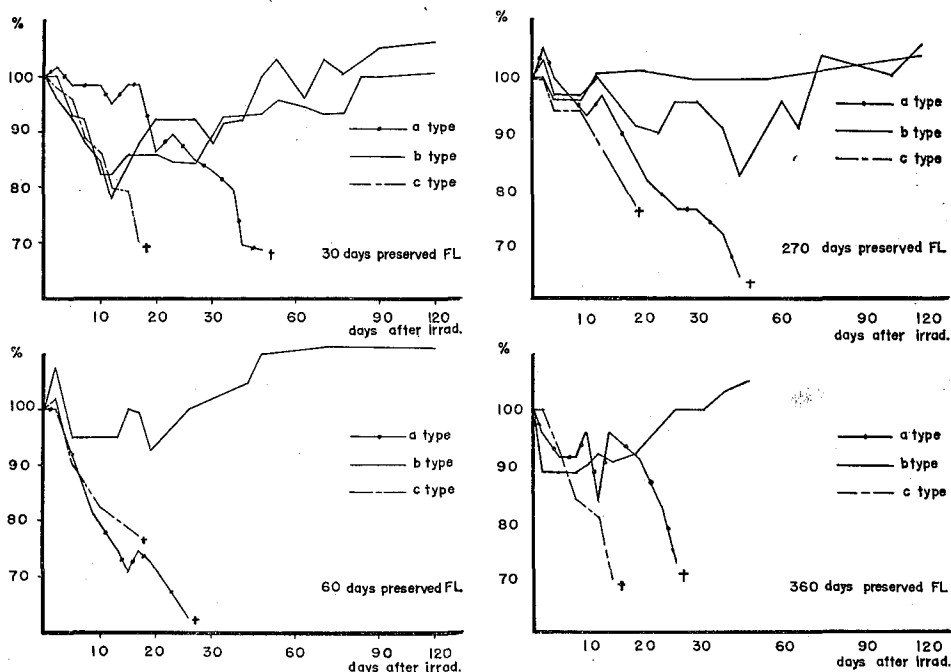 %
100
90
80
70
a type
b type
c type
30 days preserved FL
10 20 30 60 90 120
days after irrad.
%
100
90
80
70
a type
b type
c type
270 days preserved FL
10 20 30 60 90 120
days after irrad.
%
100
90
80
70
a type
b type
c type
60 days preserved FL.
10 20 30 60 90 120
days after irrad.
%
100
90
80
70
a type
b type
c type
360 days preserved FL
10 20 30 60 90 120
days after irrad.